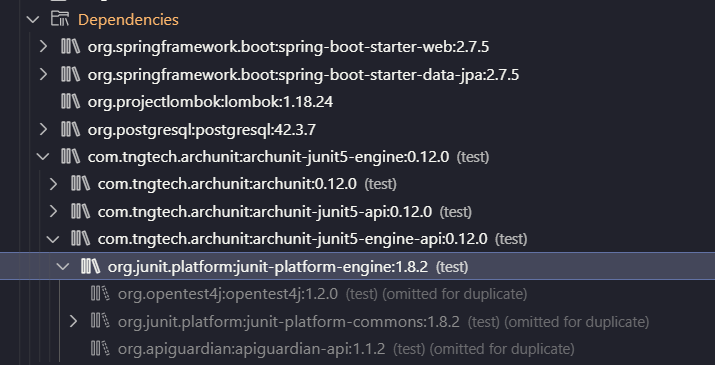 Dependencies
org.springframework.boot:spring-boot-starter-web:2.7.5
org.springframework.boot:spring-boot-starter-data-jpa:2.7.5
org.projectlombok:lombok:1.18.24
org.postgresql:postgresql:42.3.7
com.tngtech.archunit:archunit-junit5-engine:0.12.0 (test)
com.tngtech.archunit:archunit:0.12.0 (test)
com.tngtech.archunit:archunit-junit5-api:0.12.0 (test)
com.tngtech.archunit:archunit-junit5-engine-api:0.12.0 (test)
org.junit.platform:junit-platform-engine:1.8.2 (test)
org.opentest4j:opentest4j:1.2.0 (test) (omitted for duplicate)
org.junit.platform:junit-platform-commons:1.8.2 (test) (omitted for duplicate)
org.apiguardian:apiguardian-api:1.1.2 (test) (omitted for duplicate)